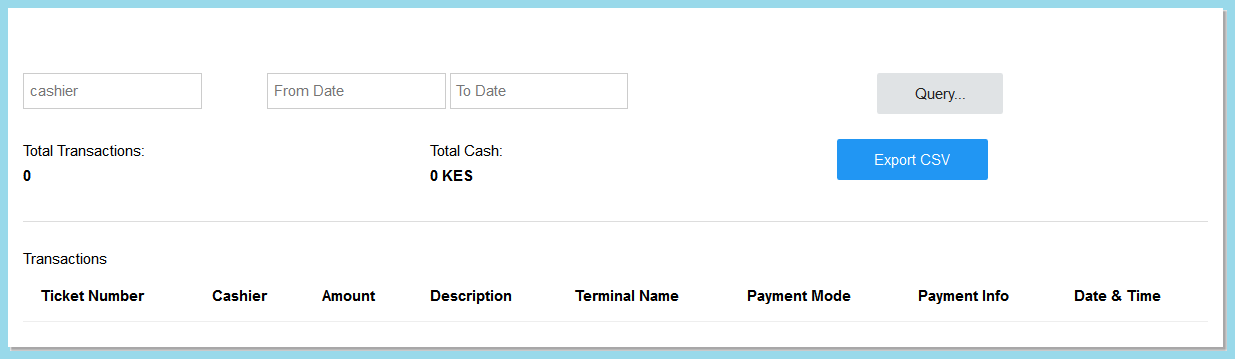 cashier From Date To Date Query...
Total Transactions: Total Cash: Export CSV
0 0 KES
Transactions
Ticket Number Cashier Amount Description Terminal Name Payment Mode Payment Info Date & Time